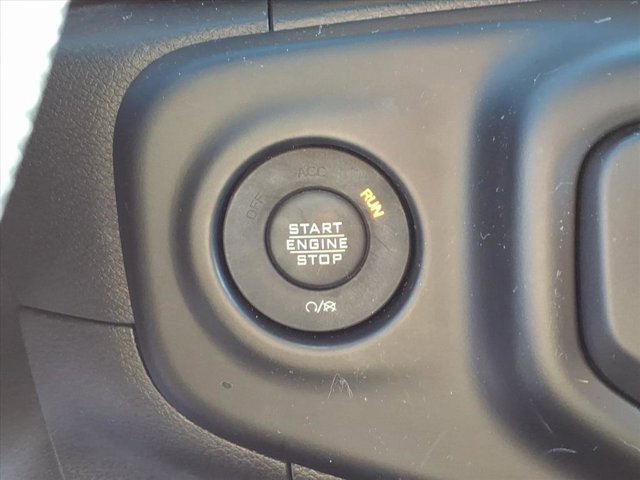 OFF
ACC
RUN
START
ENGINE
STOP